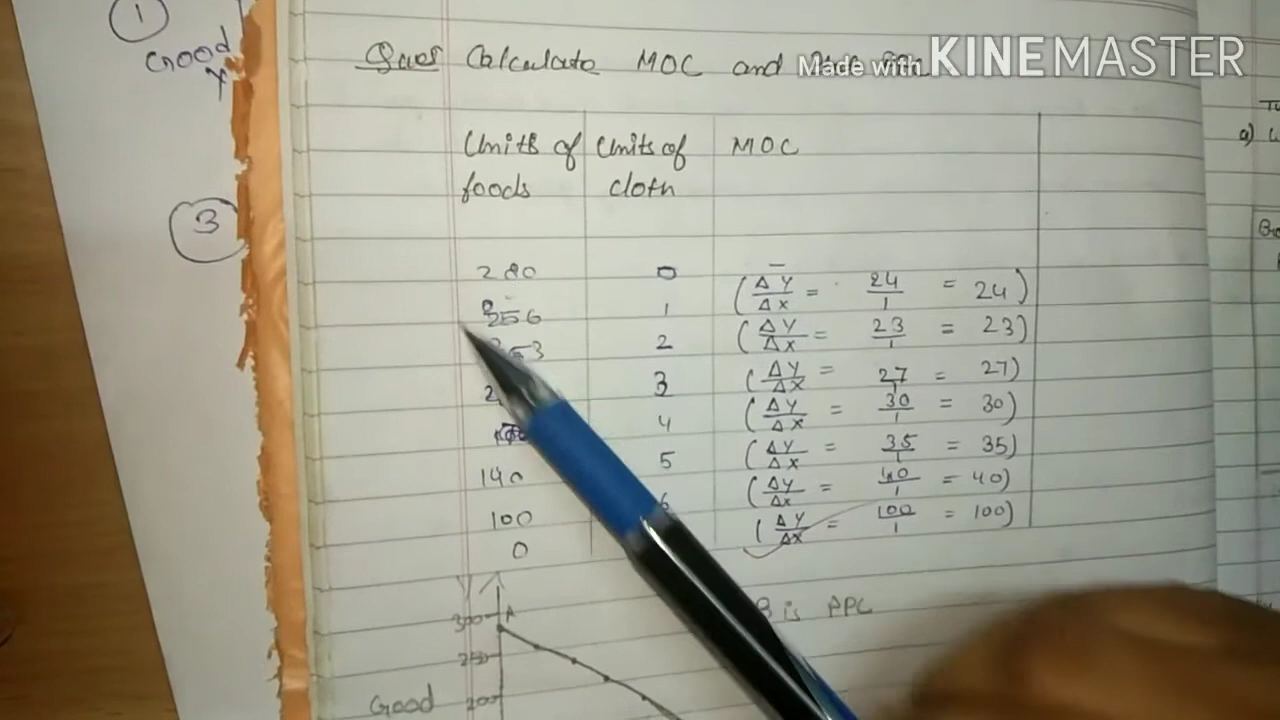 1
Good
Y
3
Ques Calculate MOC and
Made with KINEMASTER
Units of foods | Units of cloth | MOC
280 0 –
256 1 (ΔY/ΔX = 24/1 = 24)
2 (ΔY/ΔX = 23/1 = 23)
3 (ΔY/ΔX = 27/1 = 27)
4 (ΔY/ΔX = 30/1 = 30)
5 (ΔY/ΔX = 35/1 = 35)
140 6 (ΔY/ΔX = 40/1 = 40)
100 (ΔY/ΔX = 100/1 = 100)
0
is PPC
Y
300 A
250
200
Good
a)